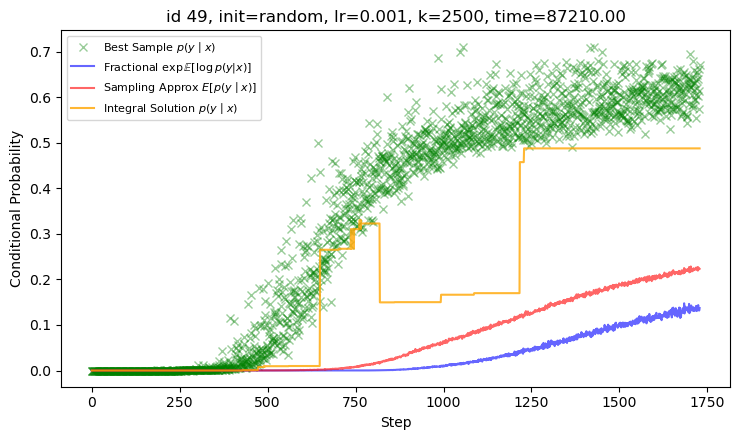 id 49, init=random, lr=0.001, k=2500, time=87210.00
Best Sample p(y | x)
Fractional exp𝔼[log p(y|x)]
Sampling Approx E[p(y | x)]
Integral Solution p(y | x)
Conditional Probability
0.7
0.6
0.5
0.4
0.3
0.2
0.1
0.0
0 250 500 750 1000 1250 1500 1750
Step